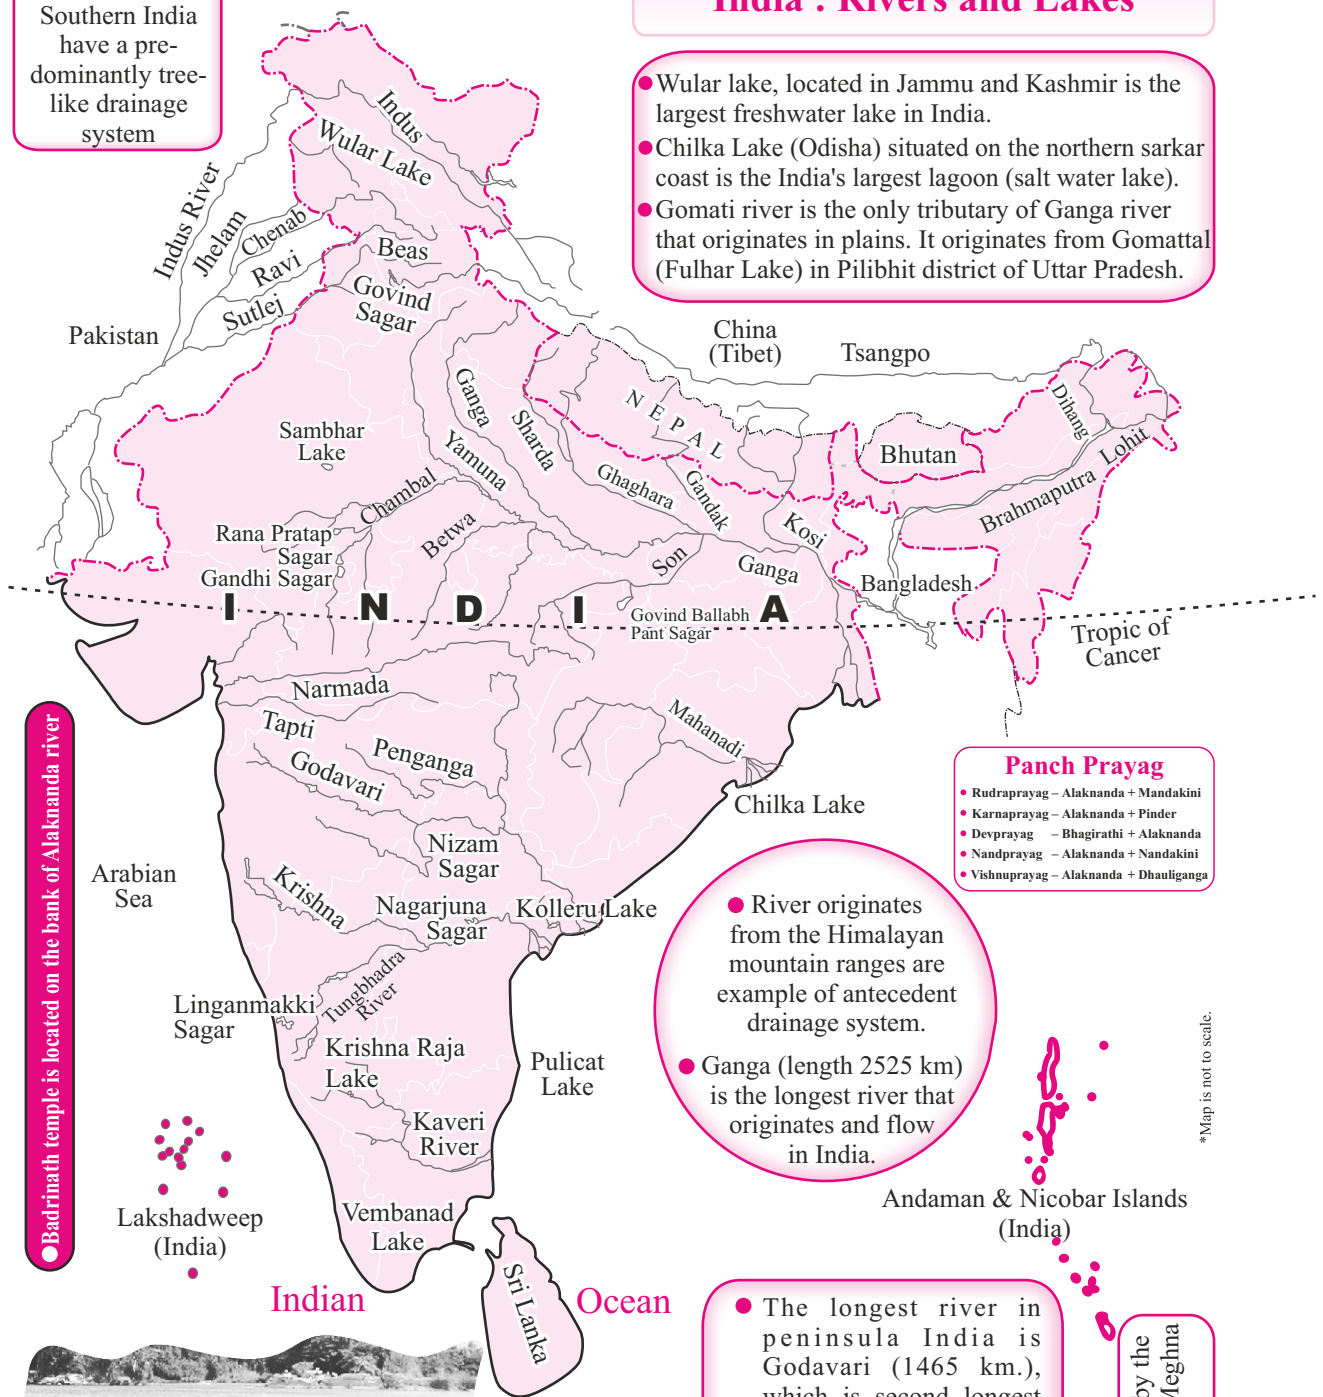 Southern India
have a pre-
dominantly tree-
like drainage
system
India : Rivers and Lakes
Wular lake, located in Jammu and Kashmir is the
largest freshwater lake in India.
Chilka Lake (Odisha) situated on the northern sarkar
coast is the India's largest lagoon (salt water lake).
Gomati river is the only tributary of Ganga river
that originates in plains. It originates from Gomattal
(Fulhar Lake) in Pilibhit district of Uttar Pradesh.
Indus
Wular Lake
Indus River
Jhelam
Chenab
Ravi
Beas
Sutlej
Govind
Sagar
Pakistan
China
(Tibet)
Tsangpo
Ganga
Sharda
NEPAL
Dihang
Sambhar
Lake
Yamuna
Bhutan
Lohit
Ghaghara
Gandak
Chambal
Brahmaputra
Rana Pratap
Sagar
Betwa
Kosi
Son
Ganga
Gandhi Sagar
Bangladesh
INDIA
Govind Ballabh
Pant Sagar
Tropic of
Cancer
Narmada
Tapti
Mahanadi
Penganga
Godavari
Chilka Lake
Panch Prayag
Rudraprayag – Alaknanda + Mandakini
Karnaprayag – Alaknanda + Pinder
Devprayag – Bhagirathi + Alaknanda
Nandprayag – Alaknanda + Nandakini
Vishnuprayag – Alaknanda + Dhauliganga
Badrinath temple is located on the bank of Alaknanda river
Arabian
Sea
Nizam
Sagar
Krishna
Nagarjuna
Sagar
Kolleru Lake
Tungbhadra
River
Linganmakki
Sagar
Krishna Raja
Lake
Pulicat
Lake
Kaveri
River
River originates
from the Himalayan
mountain ranges are
example of antecedent
drainage system.
Ganga (length 2525 km)
is the longest river that
originates and flow
in India.
*Map is not to scale.
Andaman & Nicobar Islands
(India)
Lakshadweep
(India)
Vembanad
Lake
Sri Lanka
Indian Ocean
The longest river in
peninsula India is
Godavari (1465 km.),
which is second longest
by the
Meghna